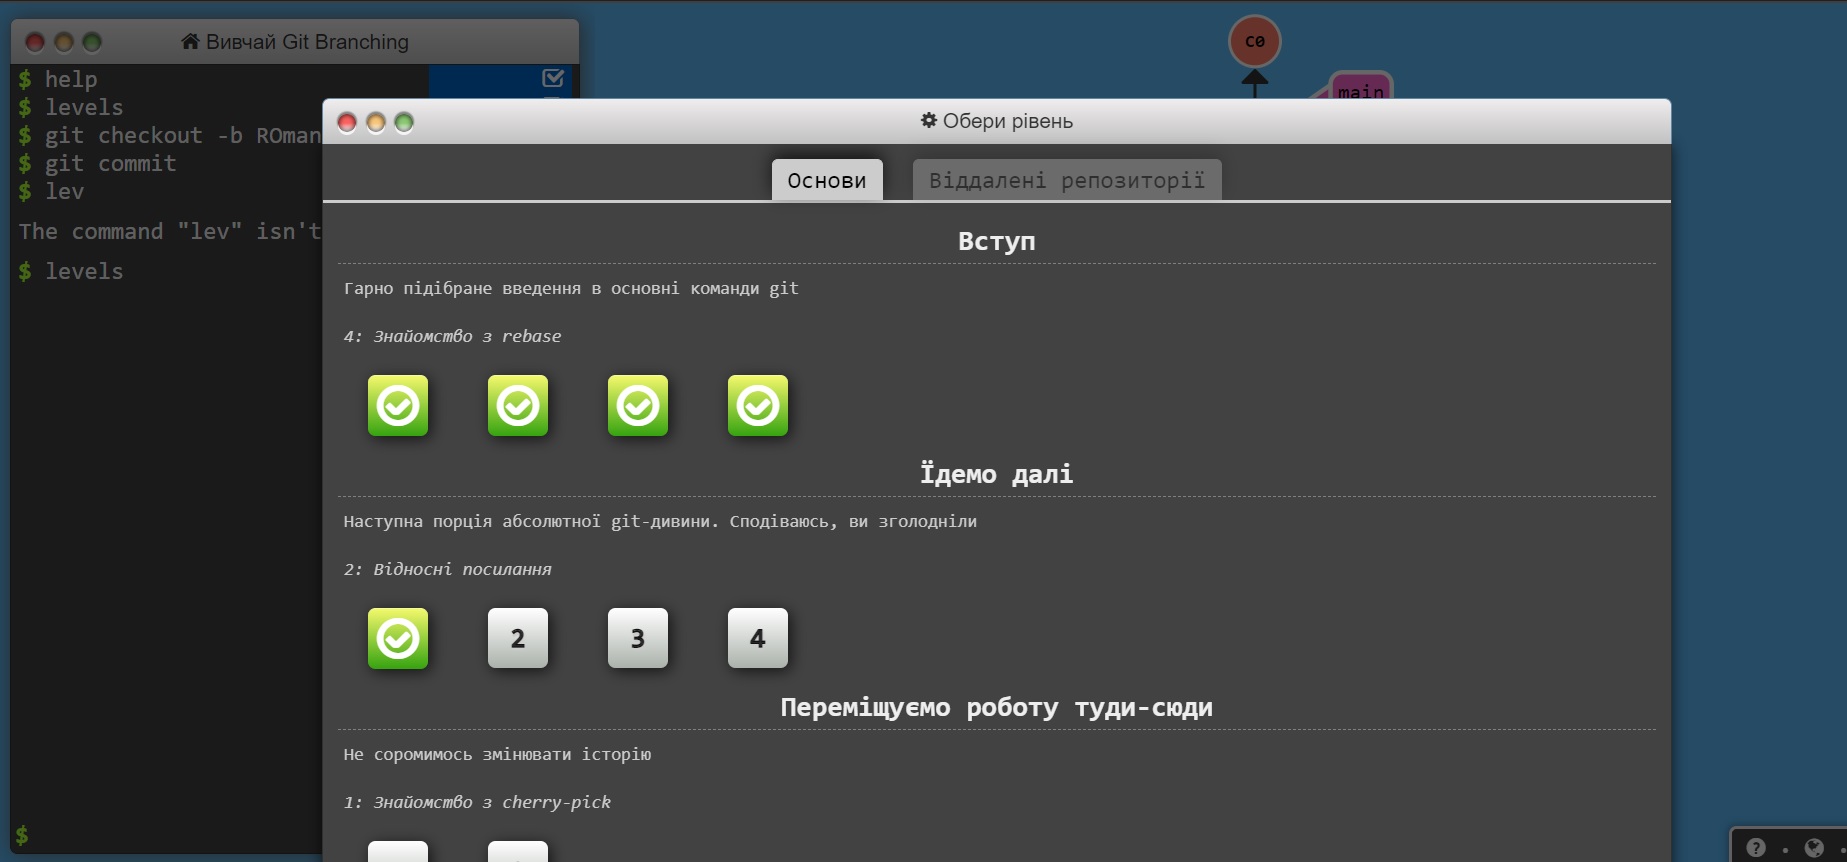 Вивчай Git Branching
$ help
$ levels
$ git checkout -b ROman
$ git commit
$ lev
The command "lev" isn't
$ levels
$
C0
main
Обери рівень
Основи
Віддалені репозиторії
Вступ
Гарно підібране введення в основні команди git
4: Знайомство з rebase
Їдемо далі
Наступна порція абсолютної git-дивини. Сподіваюсь, ви зголодніли
2: Відносні посилання
2 3 4
Переміщуємо роботу туди-сюди
Не соромимось змінювати історію
1: Знайомство з cherry-pick